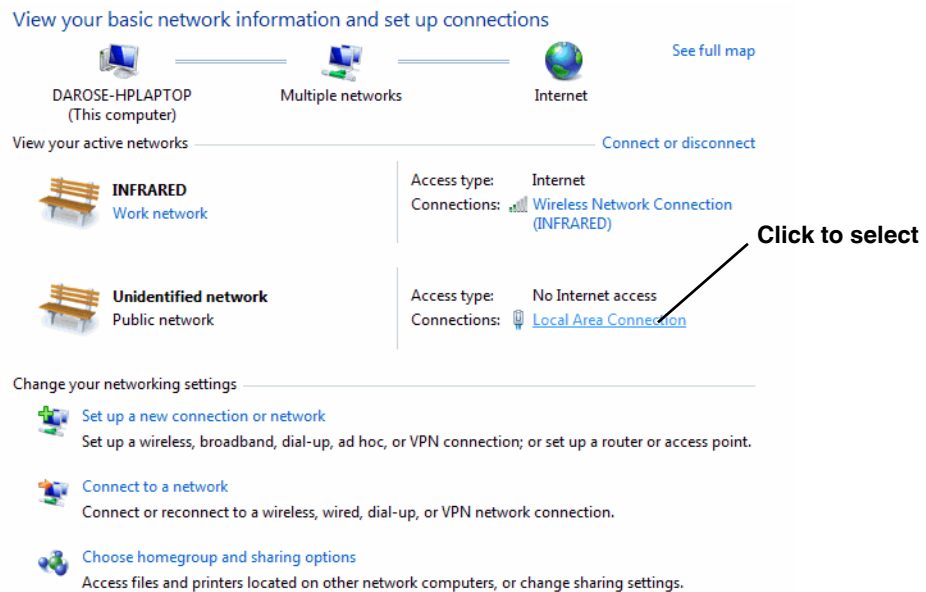 View your basic network information and set up connections
See full map
DAROSE-HPLAPTOP
(This computer)
Multiple networks
Internet
View your active networks
Connect or disconnect
INFRARED
Work network
Access type: Internet
Connections: Wireless Network Connection
(INFRARED)
Click to select
Unidentified network
Public network
Access type: No Internet access
Connections: Local Area Connection
Change your networking settings
Set up a new connection or network
Set up a wireless, broadband, dial-up, ad hoc, or VPN connection; or set up a router or access point.
Connect to a network
Connect or reconnect to a wireless, wired, dial-up, or VPN network connection.
Choose homegroup and sharing options
Access files and printers located on other network computers, or change sharing settings.